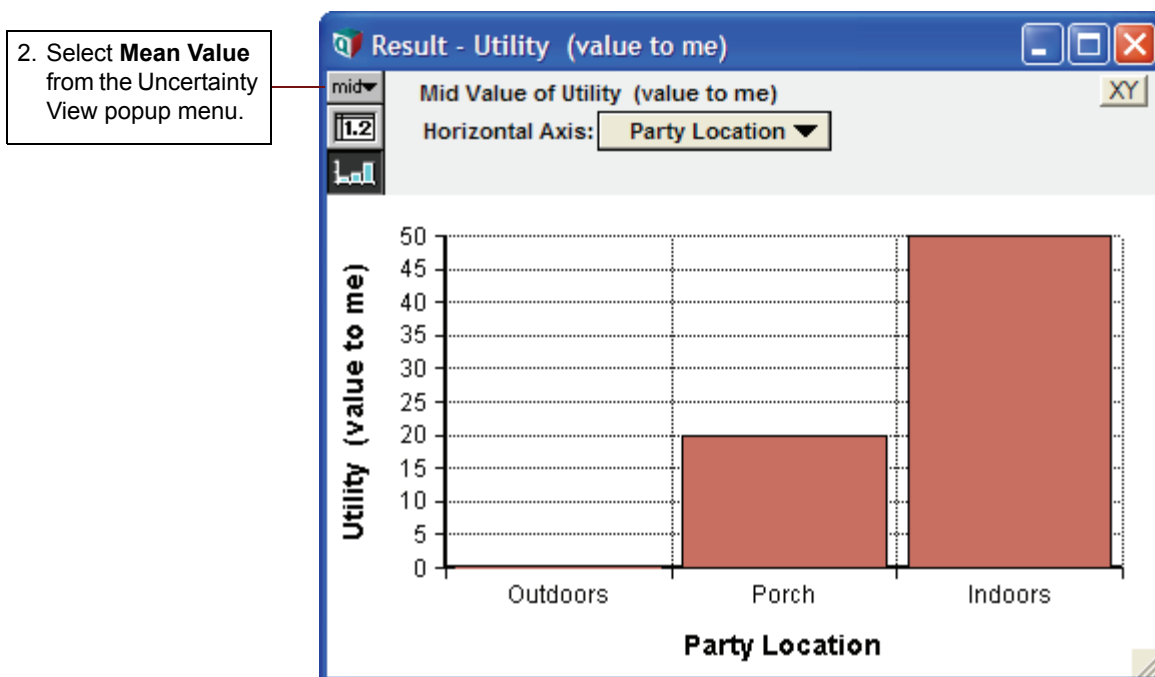 2. Select Mean Value
from the Uncertainty
View popup menu.
Result - Utility (value to me)
mid
Mid Value of Utility (value to me)
XY
1.2
Horizontal Axis: Party Location
Utility (value to me)
50
45
40
35
30
25
20
15
10
5
0
Outdoors Porch Indoors
Party Location